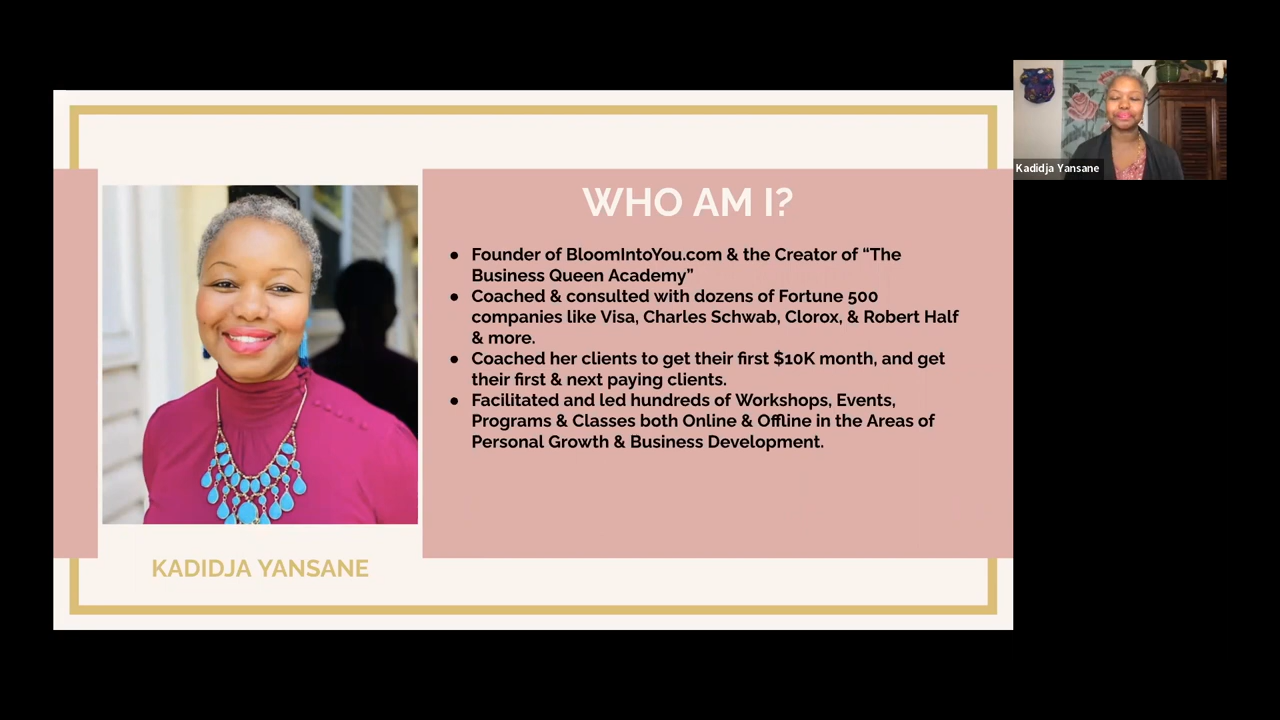 WHO AM I?
● Founder of BloomIntoYou.com & the Creator of “The
Business Queen Academy”
● Coached & consulted with dozens of Fortune 500
companies like Visa, Charles Schwab, Clorox, & Robert Half
& more.
● Coached her clients to get their first $10K month, and get
their first & next paying clients.
● Facilitated and led hundreds of Workshops, Events,
Programs & Classes both Online & Offline in the Areas of
Personal Growth & Business Development.
KADIDJA YANSANE
Kadidja Yansane